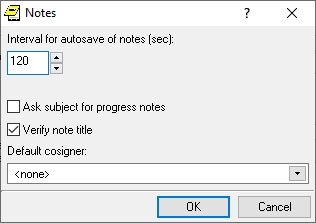 Notes
Interval for autosave of notes (sec):
120
Ask subject for progress notes
Verify note title
Default cosigner:
<none>
OK
Cancel